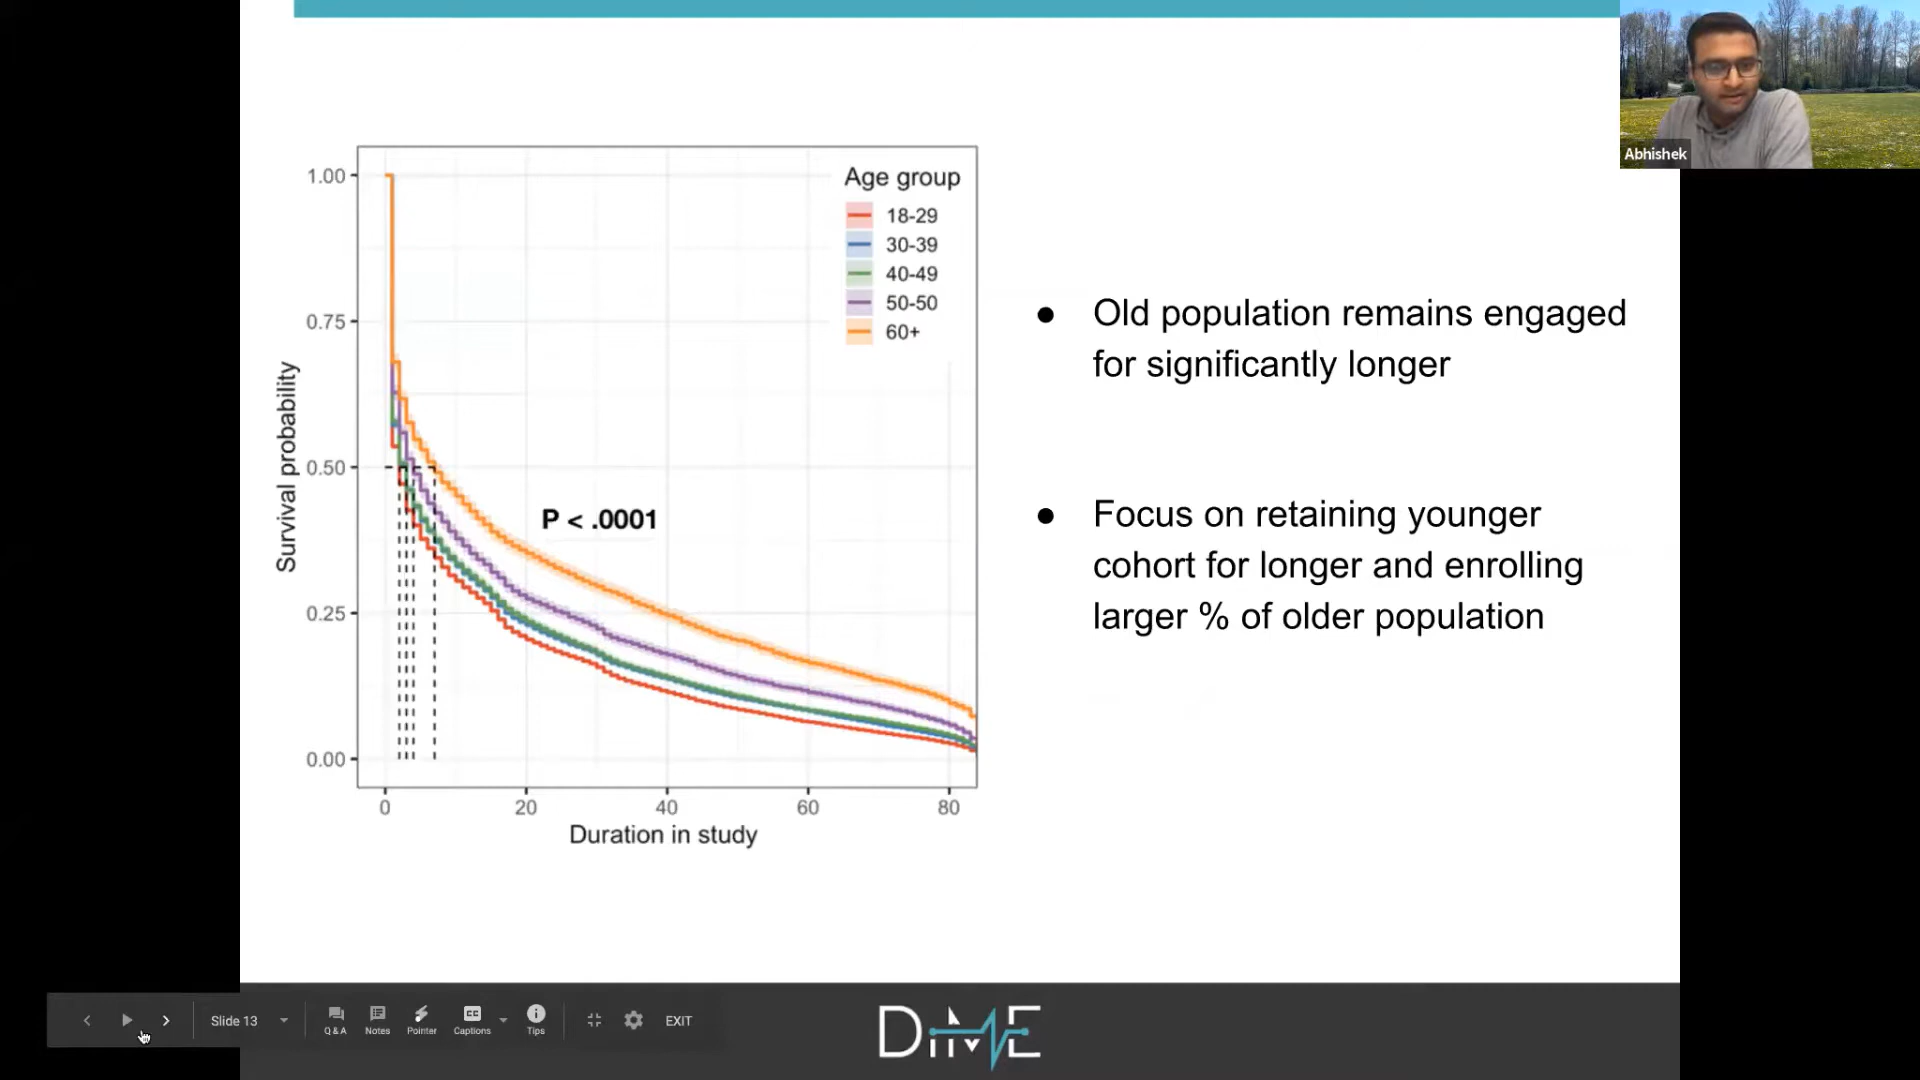 Abhishek
Age group
18-29
30-39
40-49
50-50
60+
1.00
0.75
0.50
0.25
0.00
Survival probability
P < .0001
0 20 40 60 80
Duration in study
● Old population remains engaged
for significantly longer
● Focus on retaining younger
cohort for longer and enrolling
larger % of older population
Slide 13
Q & A
Notes
Pointer
CC
Captions
Tips
EXIT
DiME